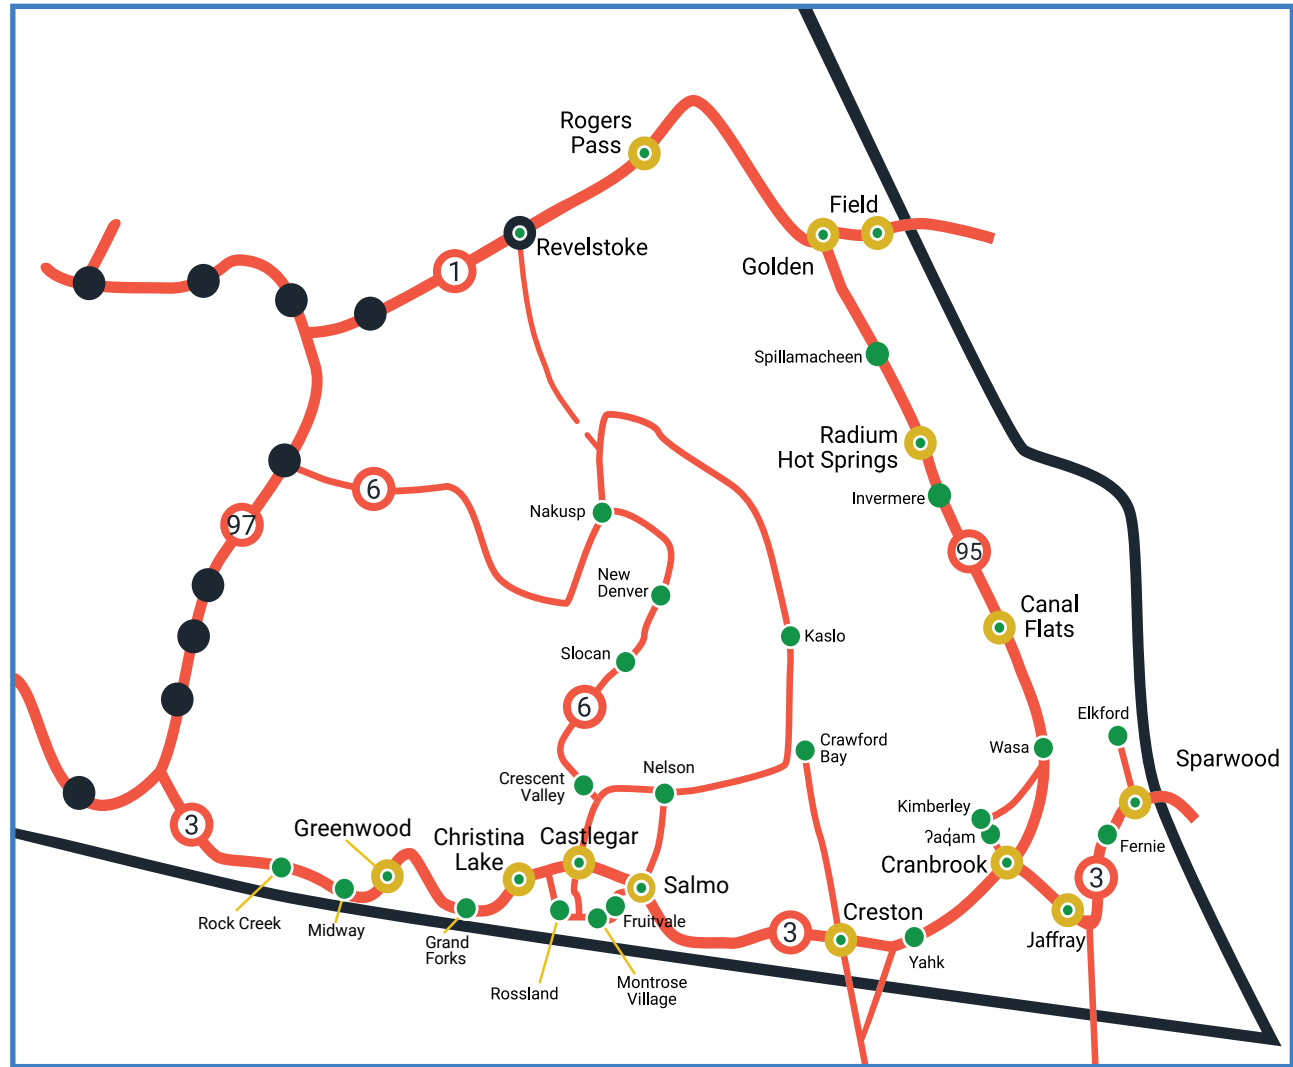 Rogers
Pass
Field
Revelstoke
Golden
1
Spillamacheen
Radium
Hot Springs
6
Invermere
Nakusp
97
95
New
Denver
Canal
Flats
Slocan
Kaslo
6
Elkford
Crawford
Bay
Wasa
Sparwood
Nelson
Crescent
Valley
Kimberley
3
Greenwood
Christina
Lake
Castlegar
ʔaq̓am
Fernie
Cranbrook
3
Salmo
Rock Creek
Midway
Grand
Forks
Fruitvale
3
Creston
Jaffray
Yahk
Rossland
Montrose
Village